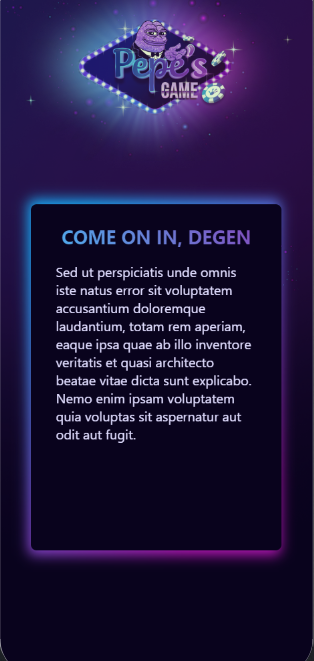 Pepe's
GAME
COME ON IN, DEGEN
Sed ut perspiciatis unde omnis
iste natus error sit voluptatem
accusantium doloremque
laudantium, totam rem aperiam,
eaque ipsa quae ab illo inventore
veritatis et quasi architecto
beatae vitae dicta sunt explicabo.
Nemo enim ipsam voluptatem
quia voluptas sit aspernatur aut
odit aut fugit.